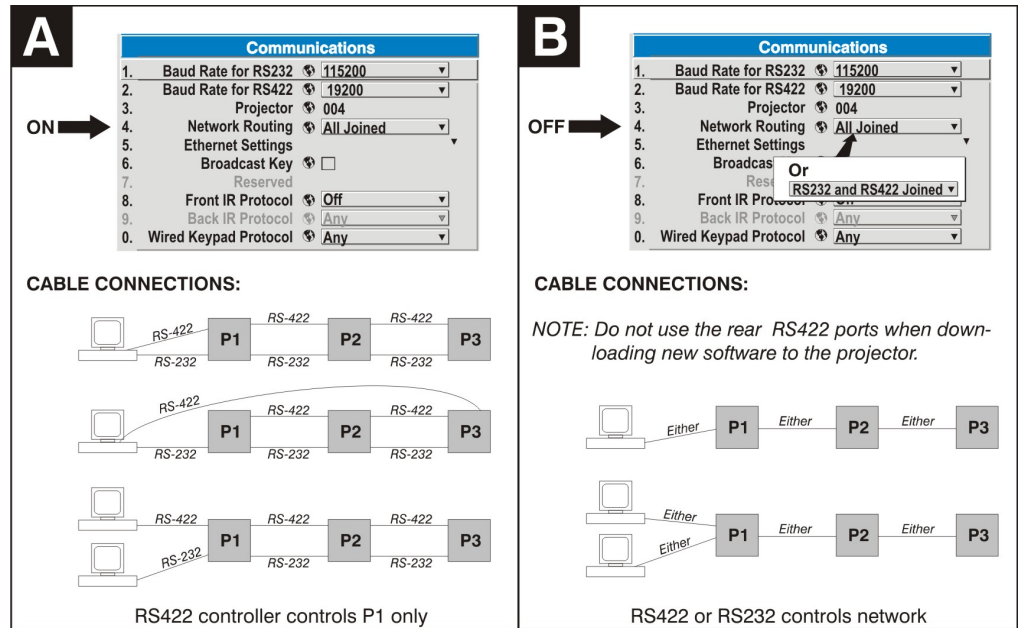 A
Communications
1. Baud Rate for RS232 115200
2. Baud Rate for RS422 19200
3. Projector 004
ON
4. Network Routing All Joined
5. Ethernet Settings
6. Broadcast Key
7. Reserved
8. Front IR Protocol Off
9. Back IR Protocol Any
0. Wired Keypad Protocol Any
CABLE CONNECTIONS:
RS-422 RS-422 RS-422
P1 P2 P3
RS-232 RS-232 RS-232
RS-422 RS-422 RS-422
P1 P2 P3
RS-232 RS-232 RS-232
RS-422 RS-422 RS-422
P1 P2 P3
RS-232 RS-232 RS-232
RS422 controller controls P1 only
B
Communications
1. Baud Rate for RS232 115200
2. Baud Rate for RS422 19200
3. Projector 004
OFF
4. Network Routing All Joined
5. Ethernet Settings
6. Broadcas
Or
7. Rese
RS232 and RS422 Joined
8. Front IR Protocol Off
9. Back IR Protocol Any
0. Wired Keypad Protocol Any
CABLE CONNECTIONS:
NOTE: Do not use the rear RS422 ports when down-
loading new software to the projector.
Either P1 Either P2 Either P3
Either
Either P1 Either P2 Either P3
RS422 or RS232 controls network